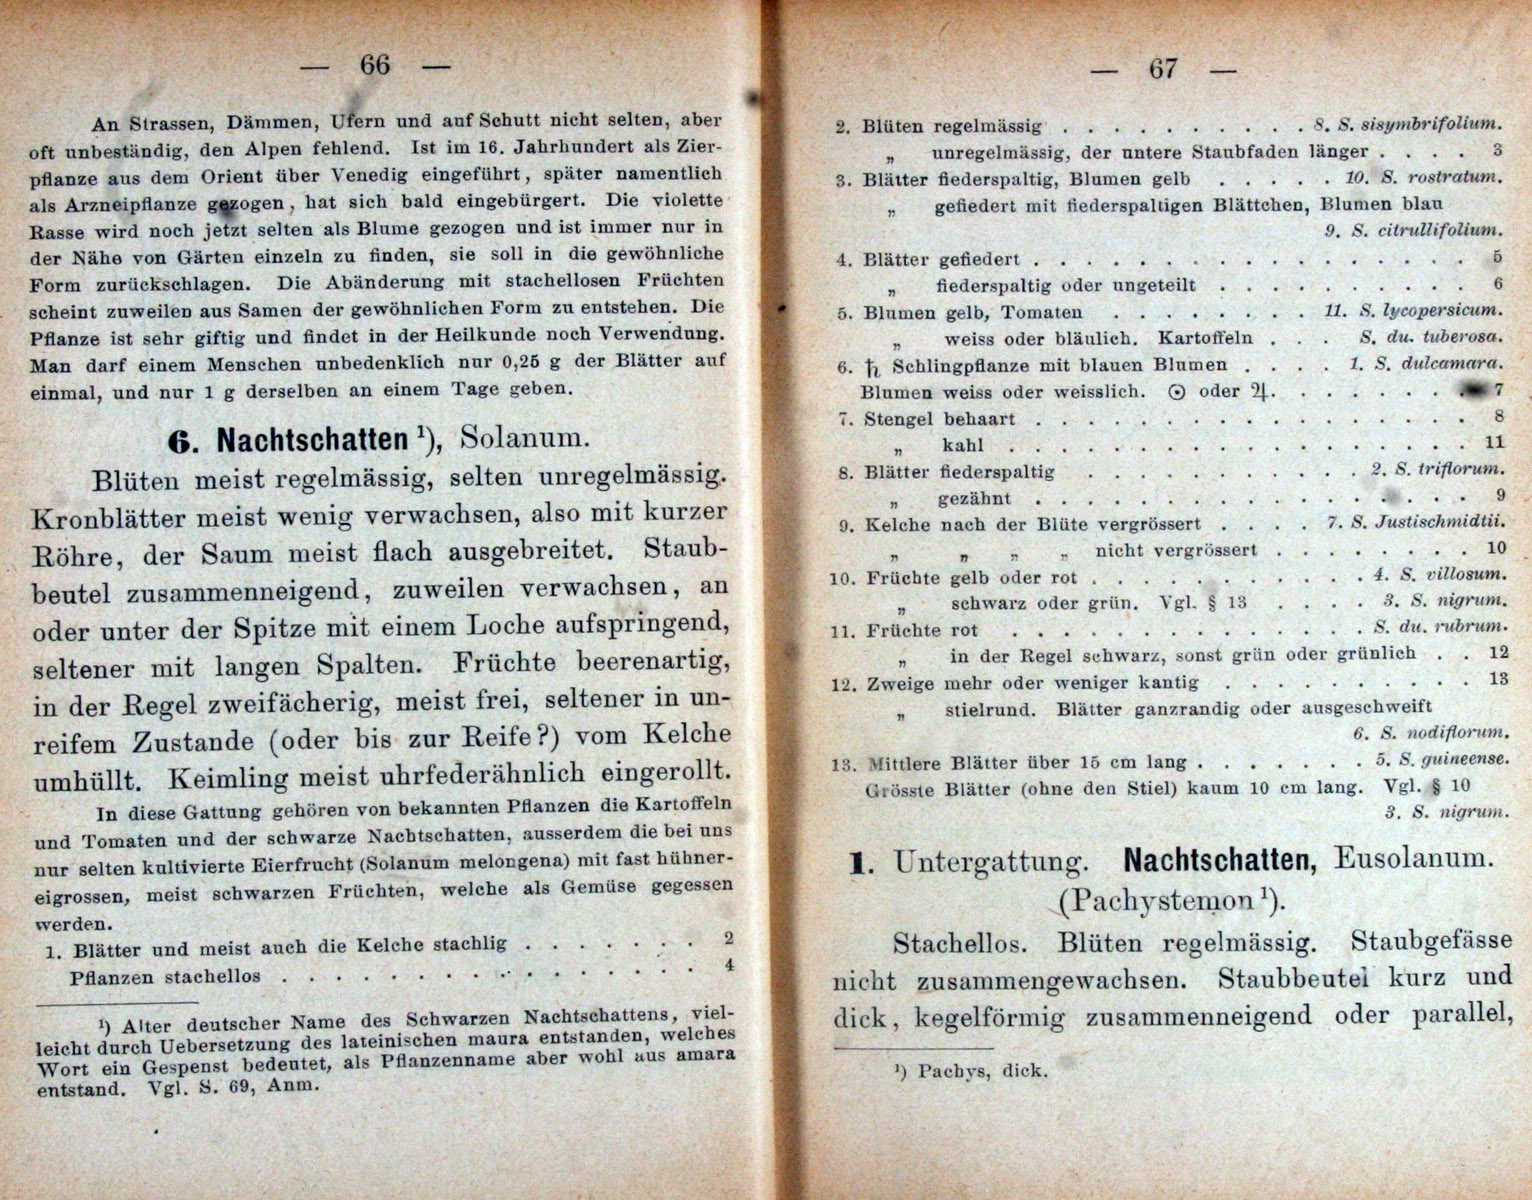 — 66 —
An Strassen, Dämmen, Ufern und auf Schutt nicht selten, aber
oft unbeständig, den Alpen fehlend. Ist im 16. Jahrhundert als Zier-
pflanze aus dem Orient über Venedig eingeführt, später namentlich
als Arzneipflanze gezogen, hat sich bald eingebürgert. Die violette
Rasse wird noch jetzt selten als Blume gezogen und ist immer nur in
der Nähe von Gärten einzeln zu finden, sie soll in die gewöhnliche
Form zurückschlagen. Die Abänderung mit stachellosen Früchten
scheint zuweilen aus Samen der gewöhnlichen Form zu entstehen. Die
Pflanze ist sehr giftig und findet in der Heilkunde noch Verwendung.
Man darf einem Menschen unbedenklich nur 0,25 g der Blätter auf
einmal, und nur 1 g derselben an einem Tage geben.
6. Nachtschatten ¹), Solanum.
Blüten meist regelmässig, selten unregelmässig.
Kronblätter meist wenig verwachsen, also mit kurzer
Röhre, der Saum meist flach ausgebreitet. Staub-
beutel zusammenneigend, zuweilen verwachsen, an
oder unter der Spitze mit einem Loche aufspringend,
seltener mit langen Spalten. Früchte beerenartig,
in der Regel zweifächerig, meist frei, seltener in un-
reifem Zustande (oder bis zur Reife?) vom Kelche
umhüllt. Keimling meist uhrfederähnlich eingerollt.
In diese Gattung gehören von bekannten Pflanzen die Kartoffeln
und Tomaten und der schwarze Nachtschatten, ausserdem die bei uns
nur selten kultivierte Eierfrucht (Solanum melongena) mit fast hühner-
eigrossen, meist schwarzen Früchten, welche als Gemüse gegessen
werden.
1. Blätter und meist auch die Kelche stachlig . . . . . . . 2
Pflanzen stachellos . . . . . . . . . . . . . . . . 4
¹) Alter deutscher Name des Schwarzen Nachtschattens, viel-
leicht durch Uebersetzung des lateinischen maura entstanden, welches
Wort ein Gespenst bedeutet, als Pflanzenname aber wohl aus amara
entstand. Vgl. S. 69, Anm.
— 67 —
2. Blüten regelmässig . . . . . . . . . . 8. S. sisymbrifolium.
„ unregelmässig, der untere Staubfaden länger . . . . 3
3. Blätter fiederspaltig, Blumen gelb . . . . . 10. S. rostratum.
„ gefiedert mit fiederspaltigen Blättchen, Blumen blau
9. S. citrullifolium.
4. Blätter gefiedert . . . . . . . . . . . . . . . . . 5
„ fiederspaltig oder ungeteilt . . . . . . . . . . 6
5. Blumen gelb, Tomaten . . . . . . . . 11. S. lycopersicum.
„ weiss oder bläulich. Kartoffeln . . . S. du. tuberosa.
6. ♄ Schlingpflanze mit blauen Blumen . . . . 1. S. dulcamara.
Blumen weiss oder weisslich. ⊙ oder ♃. . . . . . . . 7
7. Stengel behaart . . . . . . . . . . . . . . . . . 8
„ kahl . . . . . . . . . . . . . . . . . . 11
8. Blätter fiederspaltig . . . . . . . . . . . 2. S. triflorum.
„ gezähnt . . . . . . . . . . . . . . . . . 9
9. Kelche nach der Blüte vergrössert . . . . 7. S. Justischmidtii.
„ „ „ „ nicht vergrössert . . . . . . . . 10
10. Früchte gelb oder rot . . . . . . . . . . . 4. S. villosum.
„ schwarz oder grün. Vgl. § 13 . . . . 3. S. nigrum.
11. Früchte rot . . . . . . . . . . . . . . S. du. rubrum.
„ in der Regel schwarz, sonst grün oder grünlich . . 12
12. Zweige mehr oder weniger kantig . . . . . . . . . . 13
„ stielrund. Blätter ganzrandig oder ausgeschweift
6. S. nodiflorum.
13. Mittlere Blätter über 15 cm lang . . . . . . . 5. S. guineense.
Grösste Blätter (ohne den Stiel) kaum 10 cm lang. Vgl. § 10
3. S. nigrum.
1. Untergattung. Nachtschatten, Eusolanum.
(Pachystemon ¹).
Stachellos. Blüten regelmässig. Staubgefässe
nicht zusammengewachsen. Staubbeutel kurz und
dick, kegelförmig zusammenneigend oder parallel,
¹) Pachys, dick.